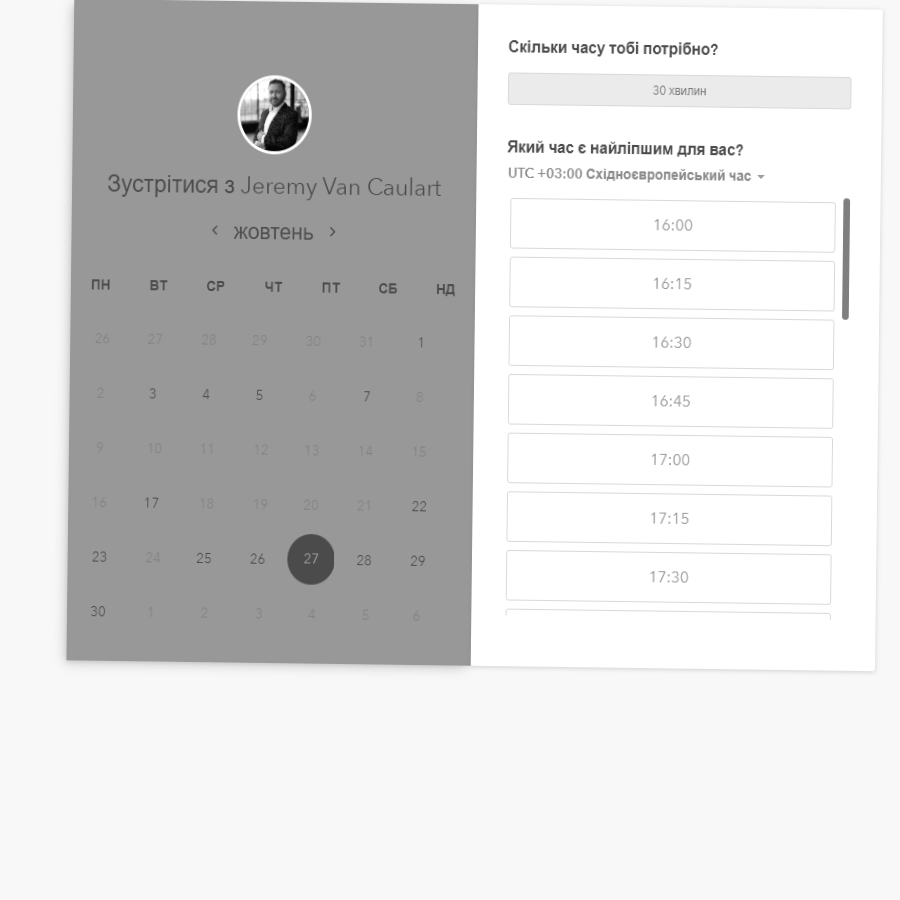 Зустрітися з Jeremy Van Caulart
жовтень
ПН ВТ СР ЧТ ПТ СБ НД
26 27 28 29 30 31 1
2 3 4 5 6 7 8
9 10 11 12 13 14 15
16 17 18 19 20 21 22
23 24 25 26 27 28 29
30 1 2 3 4 5 6
Скільки часу тобі потрібно?
30 хвилин
Який час є найліпшим для вас?
UTC +03:00 Східноєвропейський час
16:00
16:15
16:30
16:45
17:00
17:15
17:30